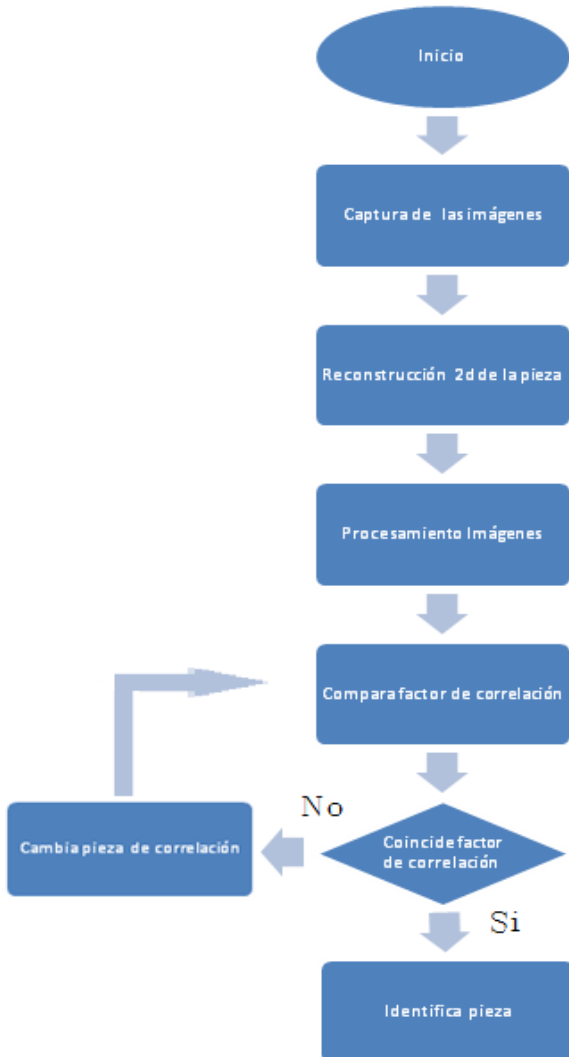 Inicio
Captura de las imágenes
Reconstrucción 2d de la pieza
Procesamiento Imágenes
Compara factor de correlación
No
Cambía pieza de correlación
Coincide factor
de correlación
Si
Identifica pieza